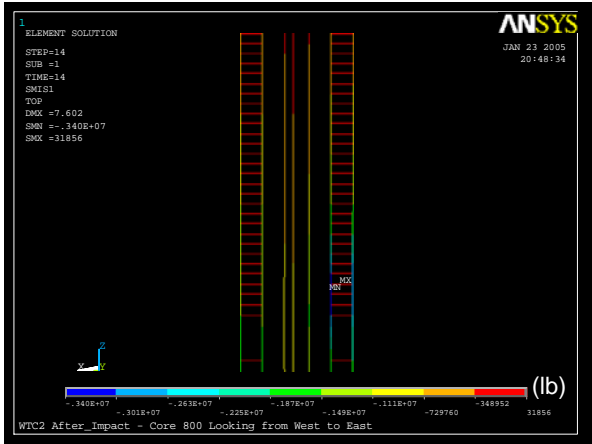 1
ANSYS
ELEMENT SOLUTION
JAN 23 2005
20:48:34
STEP=14
SUB =1
TIME=14
SMIS1
TOP
DMX =7.602
SMN =-.340E+07
SMX =31856
MX
MN
Z
X Y
(lb)
-.340E+07 -.263E+07 -.187E+07 -.111E+07 -348952
-.301E+07 -.225E+07 -.149E+07 -729760 31856
WTC2 After_Impact - Core 800 Looking from West to East